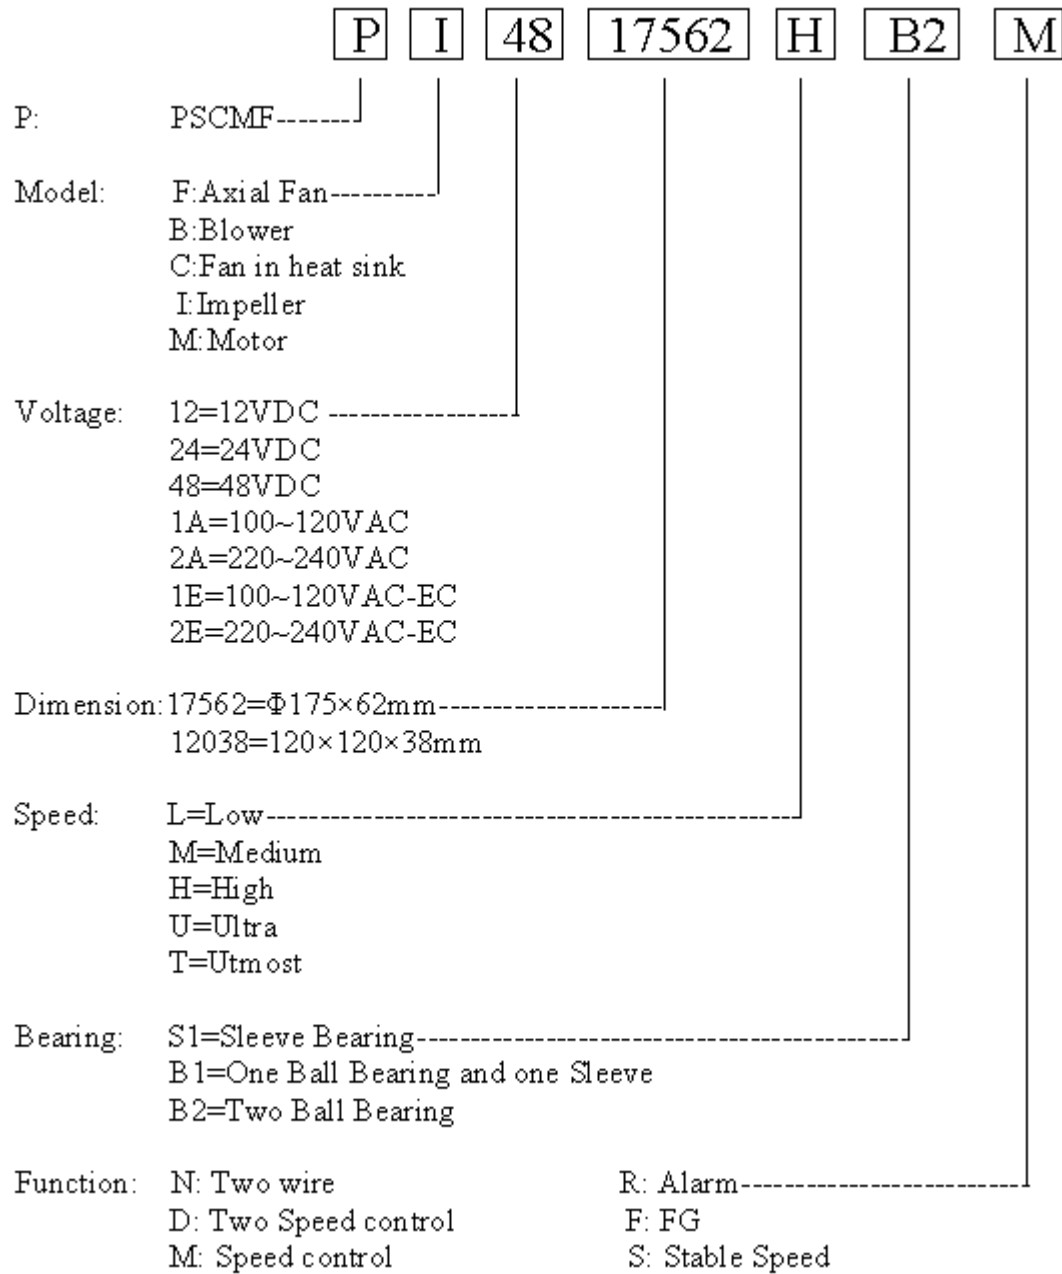 P I 48 17562 H B2 M
P: PSCMF
Model: F:Axial Fan
B:Blower
C:Fan in heat sink
I:Impeller
M:Motor
Voltage: 12=12VDC
24=24VDC
48=48VDC
1A=100~120VAC
2A=220~240VAC
1E=100~120VAC-EC
2E=220~240VAC-EC
Dimension:17562=Φ175×62mm
12038=120×120×38mm
Speed: L=Low
M=Medium
H=High
U=Ultra
T=Utmost
Bearing: S1=Sleeve Bearing
B1=One Ball Bearing and one Sleeve
B2=Two Ball Bearing
Function: N: Two wire R: Alarm
D: Two Speed control F: FG
M: Speed control S: Stable Speed